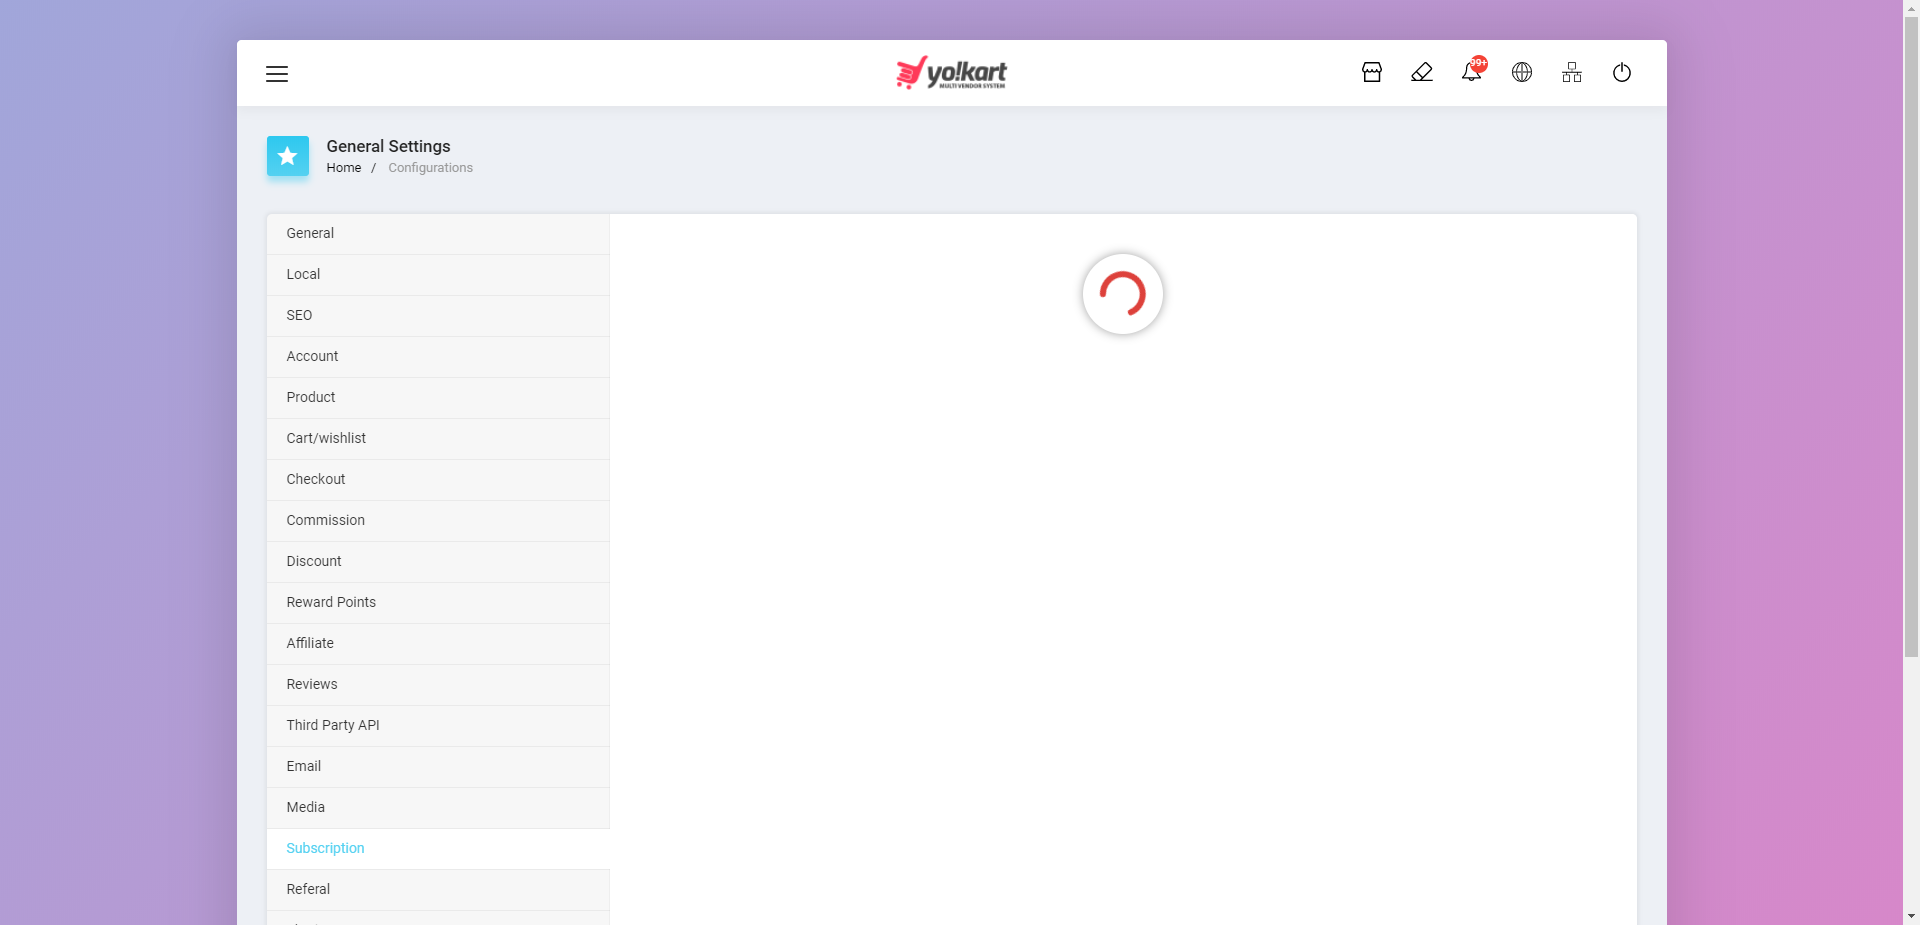 yo!kart
MULTI VENDOR SYSTEM
99+
General Settings
Home / Configurations
General
Local
SEO
Account
Product
Cart/wishlist
Checkout
Commission
Discount
Reward Points
Affiliate
Reviews
Third Party API
Email
Media
Subscription
Referal